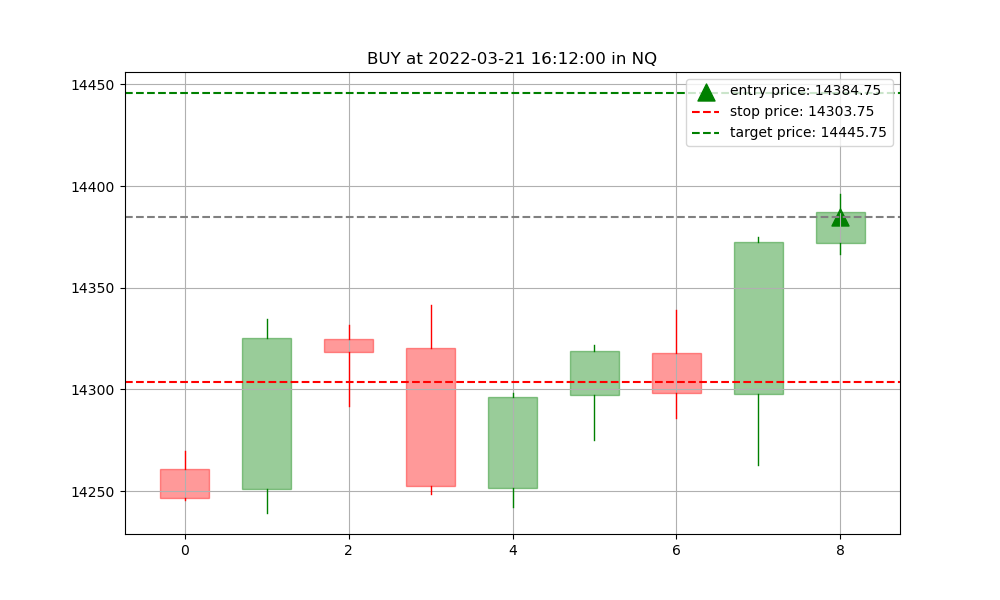 BUY at 2022-03-21 16:12:00 in NQ
entry price: 14384.75
stop price: 14303.75
target price: 14445.75
14450
14400
14350
14300
14250
0 2 4 6 8